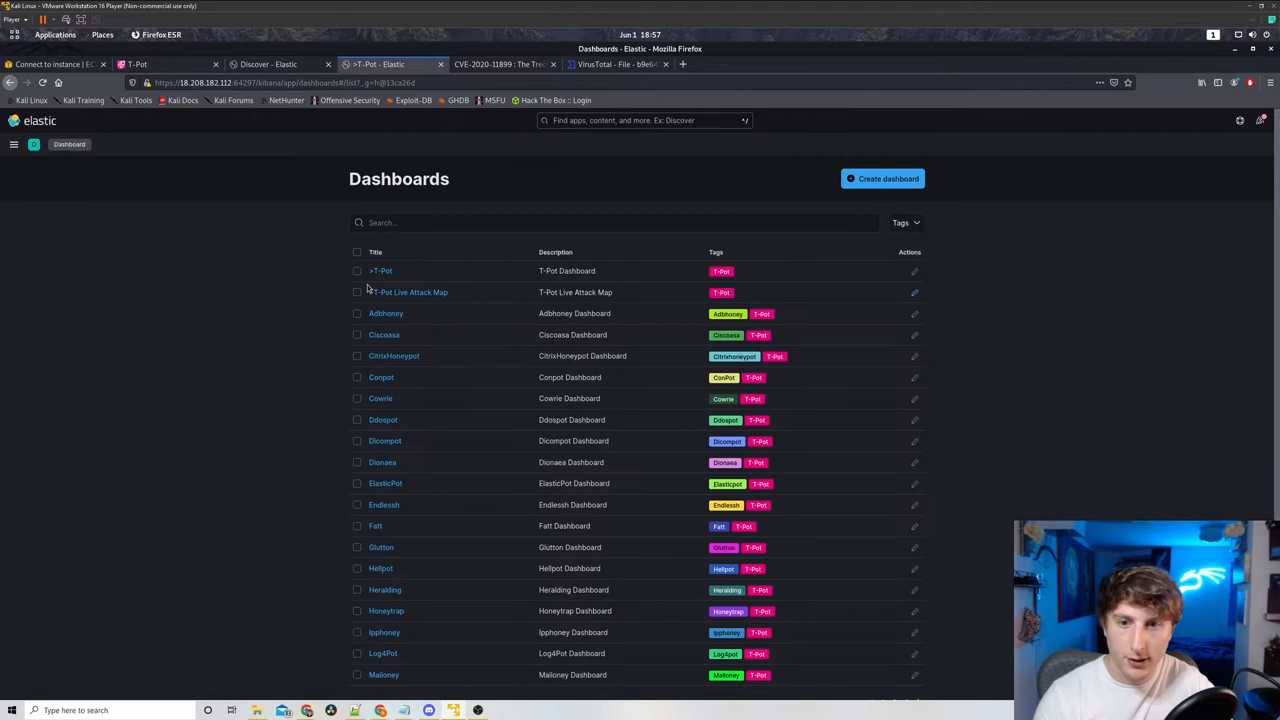 Kali Linux - VMware Workstation 16 Player (Non-commercial use only)
Player
Applications Places Firefox ESR Jun 1 18:57 1
Dashboards - Elastic - Mozilla Firefox
Connect to instance | EC T-Pot Discover - Elastic >T-Pot - Elastic CVE-2020-11899 : The Tre VirusTotal - File - b9e64
https://18.208.182.112:64297/kibana/app/dashboards#/list?_g=h@13ca26d
Kali Linux Kali Training Kali Tools Kali Docs Kali Forums NetHunter Offensive Security Exploit-DB GHDB MSFU Hack The Box :: Login
elastic Find apps, content, and more. Ex: Discover ^/
D Dashboard
Dashboards Create dashboard
Search... Tags
Title Description Tags Actions
>T-Pot T-Pot Dashboard T-Pot
T-Pot Live Attack Map T-Pot Live Attack Map T-Pot
Adbhoney Adbhoney Dashboard Adbhoney T-Pot
Ciscoasa Ciscoasa Dashboard Ciscoasa T-Pot
CitrixHoneypot CitrixHoneypot Dashboard Citrixhoneypot T-Pot
Conpot Conpot Dashboard ConPot T-Pot
Cowrie Cowrie Dashboard Cowrie T-Pot
Ddospot Ddospot Dashboard Ddospot T-Pot
Dicompot Dicompot Dashboard Dicompot T-Pot
Dionaea Dionaea Dashboard Dionaea T-Pot
ElasticPot ElasticPot Dashboard Elasticpot T-Pot
Endlessh Endlessh Dashboard Endlessh T-Pot
Fatt Fatt Dashboard Fatt T-Pot
Glutton Glutton Dashboard Glutton T-Pot
Hellpot Hellpot Dashboard Hellpot T-Pot
Heralding Heralding Dashboard Heralding T-Pot
Honeytrap Honeytrap Dashboard Honeytrap T-Pot
Ipphoney Ipphoney Dashboard Ipphoney T-Pot
Log4Pot Log4Pot Dashboard Log4pot T-Pot
Mailoney Mailoney Dashboard Mailoney T-Pot
Type here to search